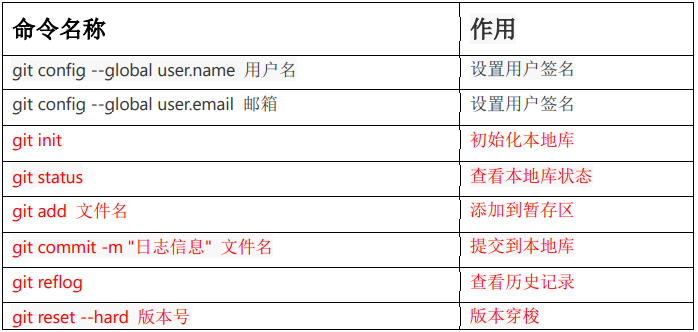 命令名称 作用
git config --global user.name 用户名 设置用户签名
git config --global user.email 邮箱 设置用户签名
git init 初始化本地库
git status 查看本地库状态
git add 文件名 添加到暂存区
git commit -m "日志信息" 文件名 提交到本地库
git reflog 查看历史记录
git reset --hard 版本号 版本穿梭